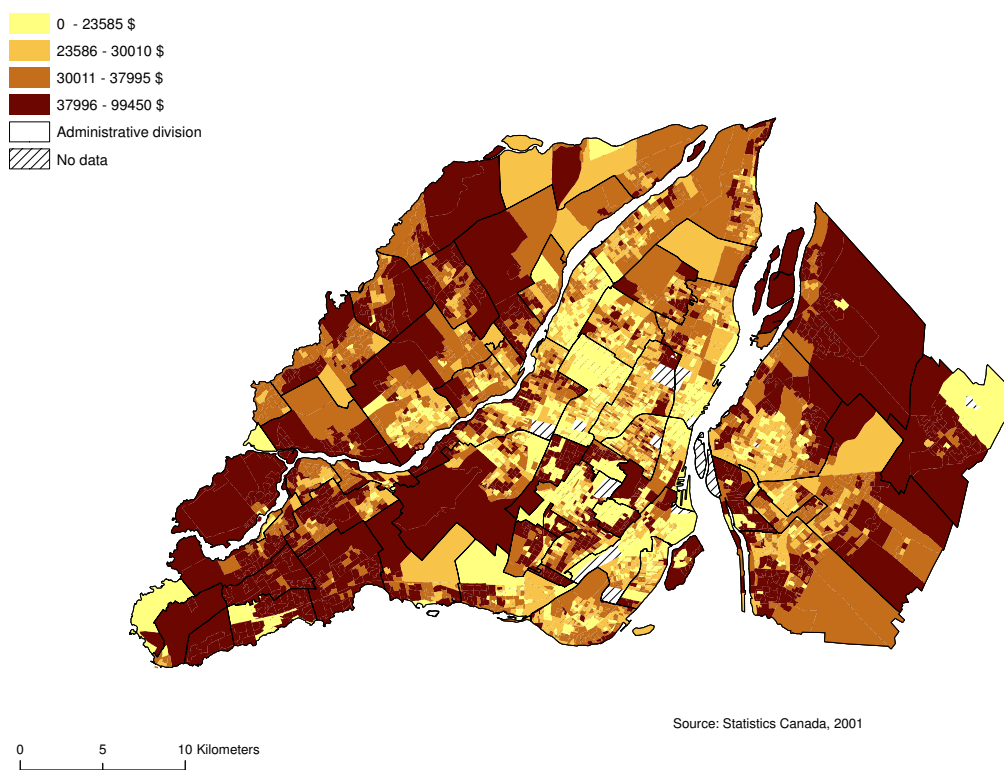 0 - 23585 $
23586 - 30010 $
30011 - 37995 $
37996 - 99450 $
Administrative division
No data
Source: Statistics Canada, 2001
0 5 10 Kilometers